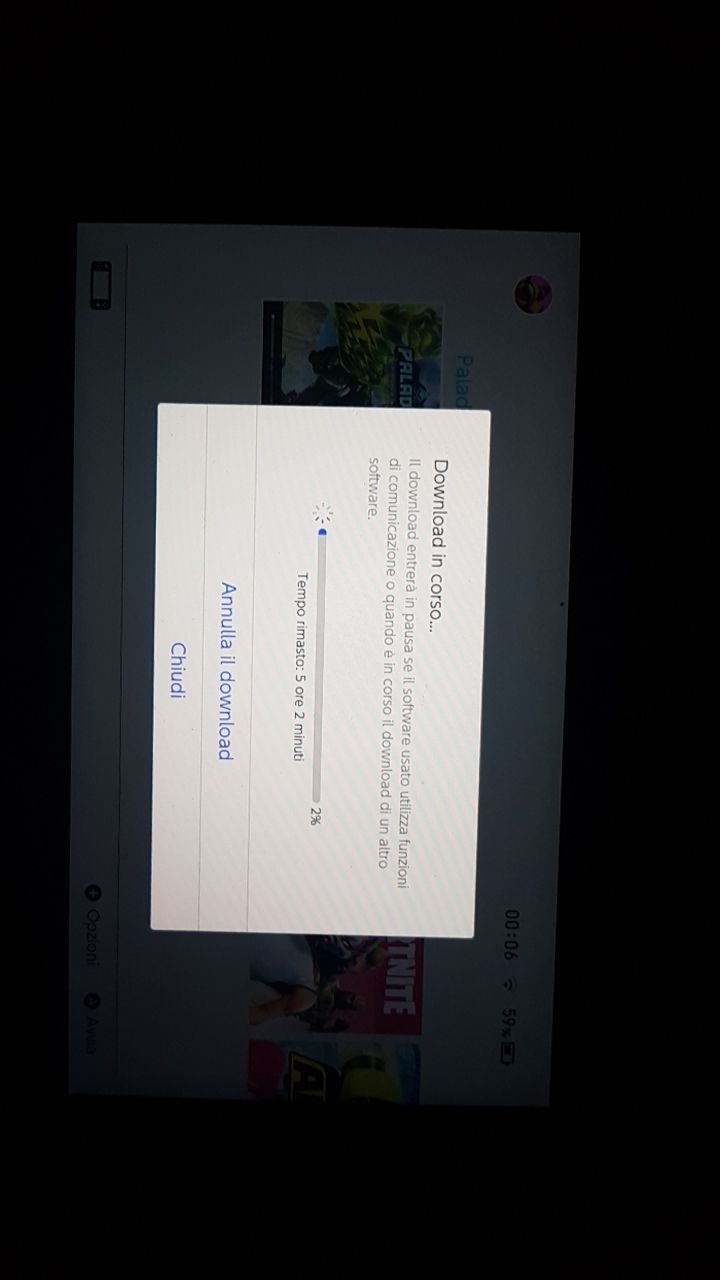 00:06 59%
Palad
PALAD
Download in corso...
Il download entrerà in pausa se il software usato utilizza funzioni
di comunicazione o quando è in corso il download di un altro
software.
2%
Tempo rimasto: 5 ore 2 minuti
Annulla il download
Chiudi
TNITE
Opzioni
Avvia